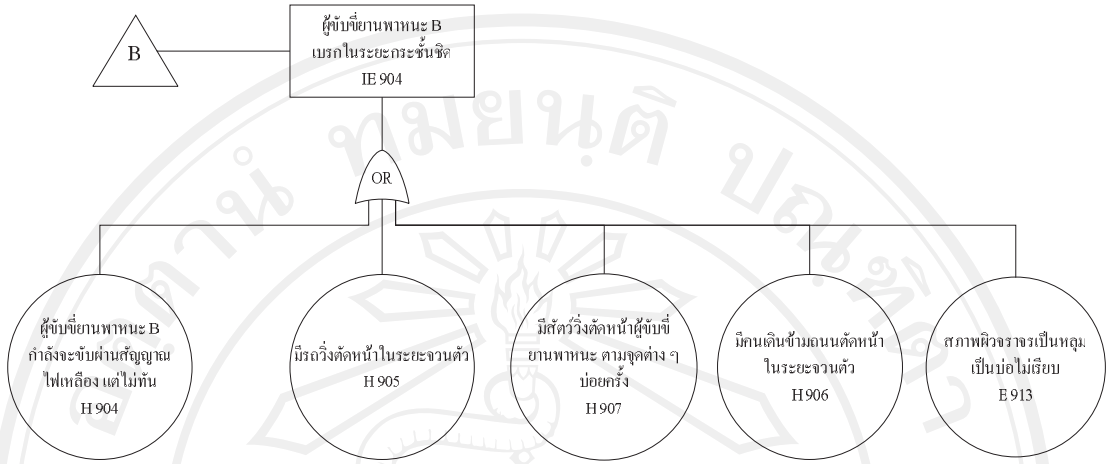 B
ผู้ขับขี่ยานพาหนะ B
เบรกในระยะกระชั้นชิด
IE 904
OR
ผู้ขับขี่ยานพาหนะ B
กำลังจะขับผ่านสัญญาณ
ไฟเหลือง แต่ไม่ทัน
H 904
มีรถวิ่งตัดหน้าในระยะจวนตัว
H 905
มีสัตว์วิ่งตัดหน้าผู้ขับขี่
ยานพาหนะ ตามจุดต่าง ๆ
บ่อยครั้ง
H 907
มีคนเดินข้ามถนนตัดหน้า
ในระยะจวนตัว
H 906
สภาพผิวจราจรเป็นหลุม
เป็นบ่อไม่เรียบ
E 913